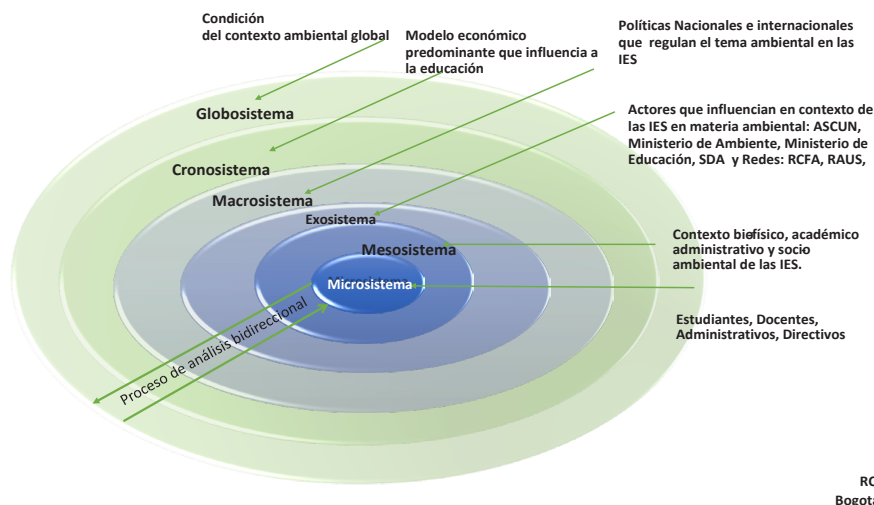 Condición
del contexto ambiental global
Modelo económico
predominante que influencia a
la educación
Políticas Nacionales e internacionales
que regulan el tema ambiental en las
IES
Actores que influencian en contexto de
las IES en materia ambiental: ASCUN,
Ministerio de Ambiente, Ministerio de
Educación, SDA y Redes: RCFA, RAUS,
Globosistema
Cronosistema
Macrosistema
Exosistema
Mesosistema
Microsistema
Contexto biofísico, académico
administrativo y socio
ambiental de las IES.
Estudiantes, Docentes,
Administrativos, Directivos
Proceso de análisis bidireccional
RC
Bogota